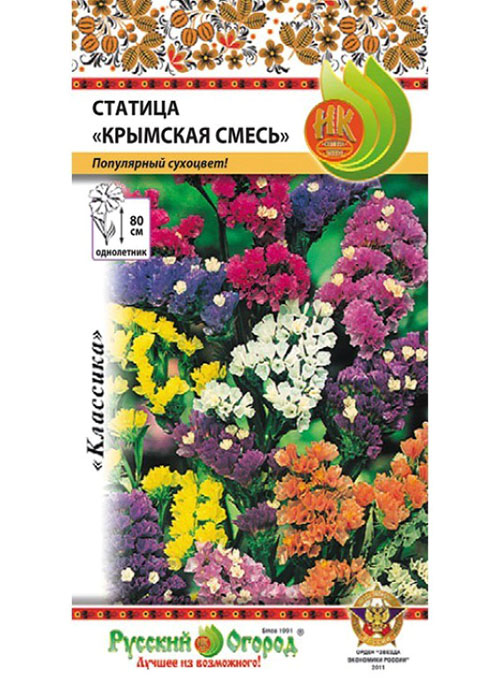 СТАТИЦА
«КРЫМСКАЯ СМЕСЬ»
Популярный сухоцвет!
НК
80
см
однолетник
«Классика»
Since 1991
Русский Огород®
Лучшее из возможного!
ОРДЕН "ЗВЕЗДА
ЭКОНОМИКИ РОССИИ"
2011